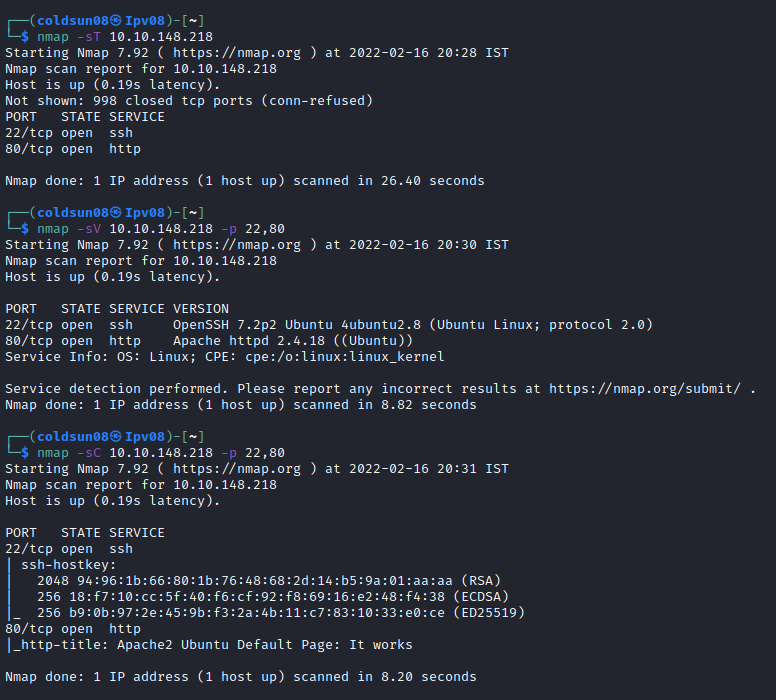 ┌──(coldsun08㉿Ipv08)-[~]
└─$ nmap -sT 10.10.148.218
Starting Nmap 7.92 ( https://nmap.org ) at 2022-02-16 20:28 IST
Nmap scan report for 10.10.148.218
Host is up (0.19s latency).
Not shown: 998 closed tcp ports (conn-refused)
PORT   STATE SERVICE
22/tcp open  ssh
80/tcp open  http
Nmap done: 1 IP address (1 host up) scanned in 26.40 seconds
┌──(coldsun08㉿Ipv08)-[~]
└─$ nmap -sV 10.10.148.218 -p 22,80
Starting Nmap 7.92 ( https://nmap.org ) at 2022-02-16 20:30 IST
Nmap scan report for 10.10.148.218
Host is up (0.19s latency).
PORT   STATE SERVICE VERSION
22/tcp open  ssh     OpenSSH 7.2p2 Ubuntu 4ubuntu2.8 (Ubuntu Linux; protocol 2.0)
80/tcp open  http    Apache httpd 2.4.18 ((Ubuntu))
Service Info: OS: Linux; CPE: cpe:/o:linux:linux_kernel
Service detection performed. Please report any incorrect results at https://nmap.org/submit/ .
Nmap done: 1 IP address (1 host up) scanned in 8.82 seconds
┌──(coldsun08㉿Ipv08)-[~]
└─$ nmap -sC 10.10.148.218 -p 22,80
Starting Nmap 7.92 ( https://nmap.org ) at 2022-02-16 20:31 IST
Nmap scan report for 10.10.148.218
Host is up (0.19s latency).
PORT   STATE SERVICE
22/tcp open  ssh
| ssh-hostkey:
|   2048 94:96:1b:66:80:1b:76:48:68:2d:14:b5:9a:01:aa:aa (RSA)
|   256 18:f7:10:cc:5f:40:f6:cf:92:f8:69:16:e2:48:f4:38 (ECDSA)
|_  256 b9:0b:97:2e:45:9b:f3:2a:4b:11:c7:83:10:33:e0:ce (ED25519)
80/tcp open  http
|_http-title: Apache2 Ubuntu Default Page: It works
Nmap done: 1 IP address (1 host up) scanned in 8.20 seconds